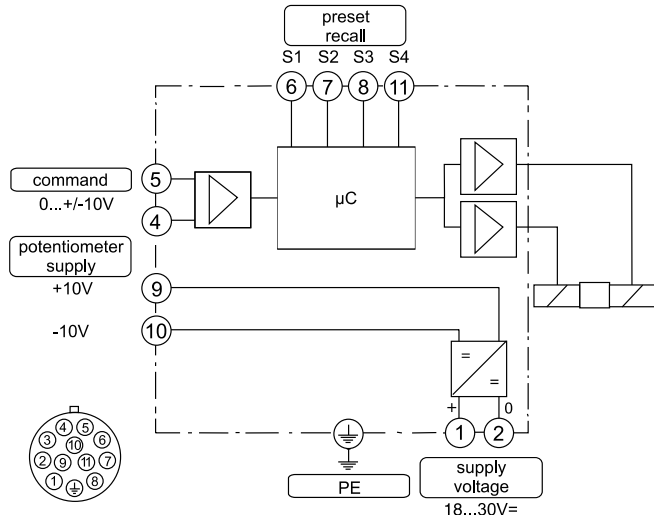 preset
recall
S1 S2 S3 S4
6 7 8 11
command
0...+/-10V
5
4
µC
potentiometer
supply
+10V
9
-10V
10
=
=
+ 0
1 2
4 5
3 10 6
2 9 11 7
1 8
PE
supply
voltage
18...30V=